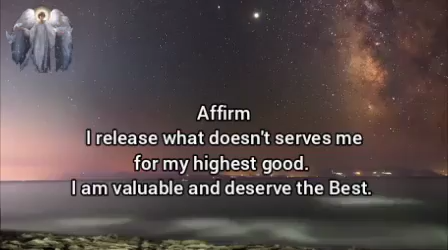 Affirm
I release what doesn't serves me
for my highest good.
I am valuable and deserve the Best.